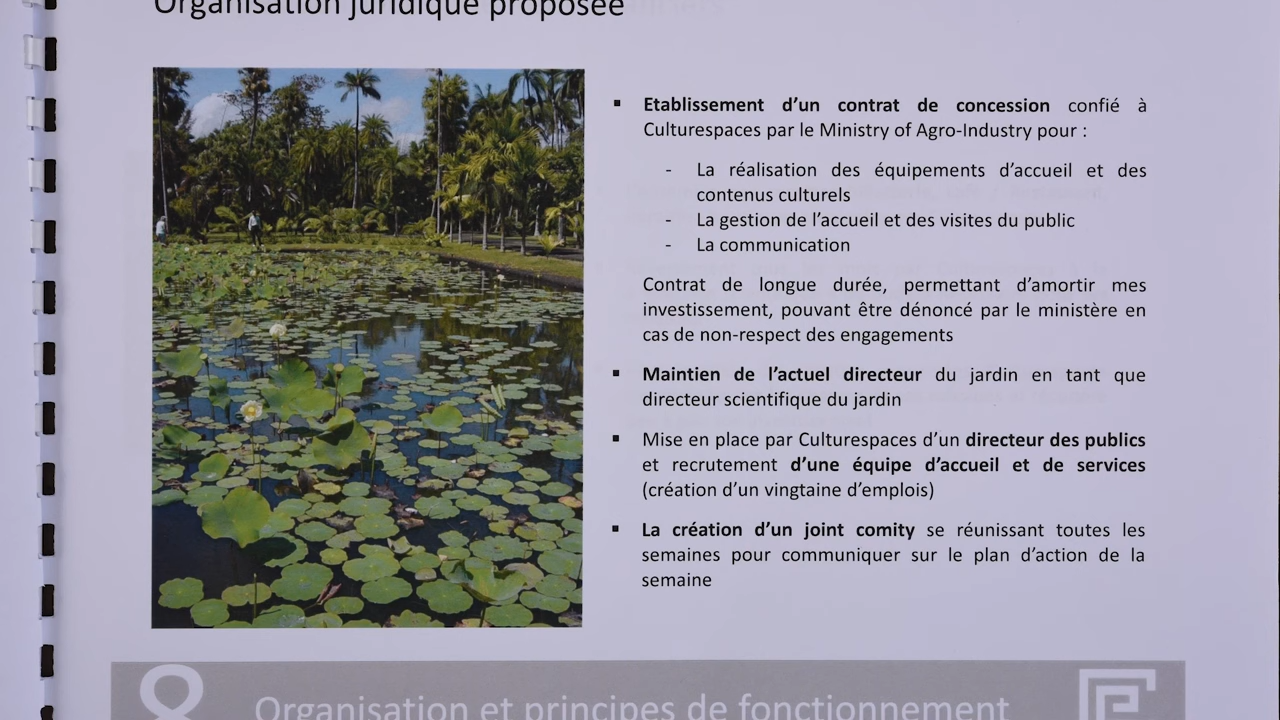 Organisation juridique proposée
▪ Etablissement d’un contrat de concession confié à
Culturespaces par le Ministry of Agro-Industry pour :
- La réalisation des équipements d’accueil et des
contenus culturels
- La gestion de l’accueil et des visites du public
- La communication
Contrat de longue durée, permettant d’amortir mes
investissement, pouvant être dénoncé par le ministère en
cas de non-respect des engagements
▪ Maintien de l’actuel directeur du jardin en tant que
directeur scientifique du jardin
▪ Mise en place par Culturespaces d’un directeur des publics
et recrutement d’une équipe d’accueil et de services
(création d’un vingtaine d’emplois)
▪ La création d’un joint comity se réunissant toutes les
semaines pour communiquer sur le plan d’action de la
semaine
8 Organisation et principes de fonctionnement